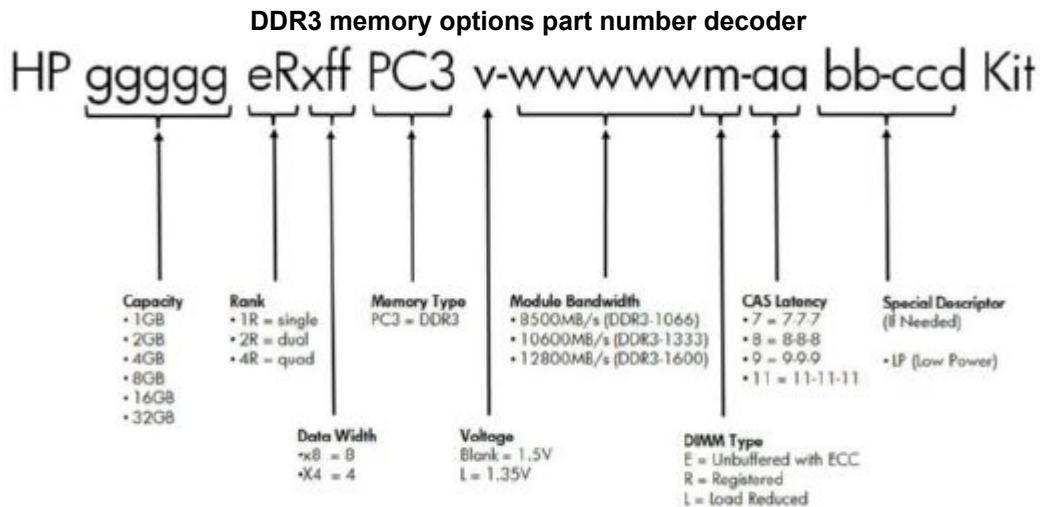 DDR3 memory options part number decoder
HP ggggg eRxff PC3 v-wwwwwm-aa bb-ccd Kit
Capacity
• 1GB
• 2GB
• 4GB
• 8GB
• 16GB
• 32GB
Rank
• 1R = single
• 2R = dual
• 4R = quad
Memory Type
PC3 = DDR3
Module Bandwidth
• 8500MB/s (DDR3-1066)
• 10600MB/s (DDR3-1333)
• 12800MB/s (DDR3-1600)
CAS Latency
• 7 = 7-7-7
• 8 = 8-8-8
• 9 = 9-9-9
• 11 = 11-11-11
Special Descriptor
(If Needed)
• LP (Low Power)
Data Width
•x8 = 8
•X4 = 4
Voltage
Blank = 1.5V
L = 1.35V
DIMM Type
E = Unbuffered with ECC
R = Registered
L = Load Reduced